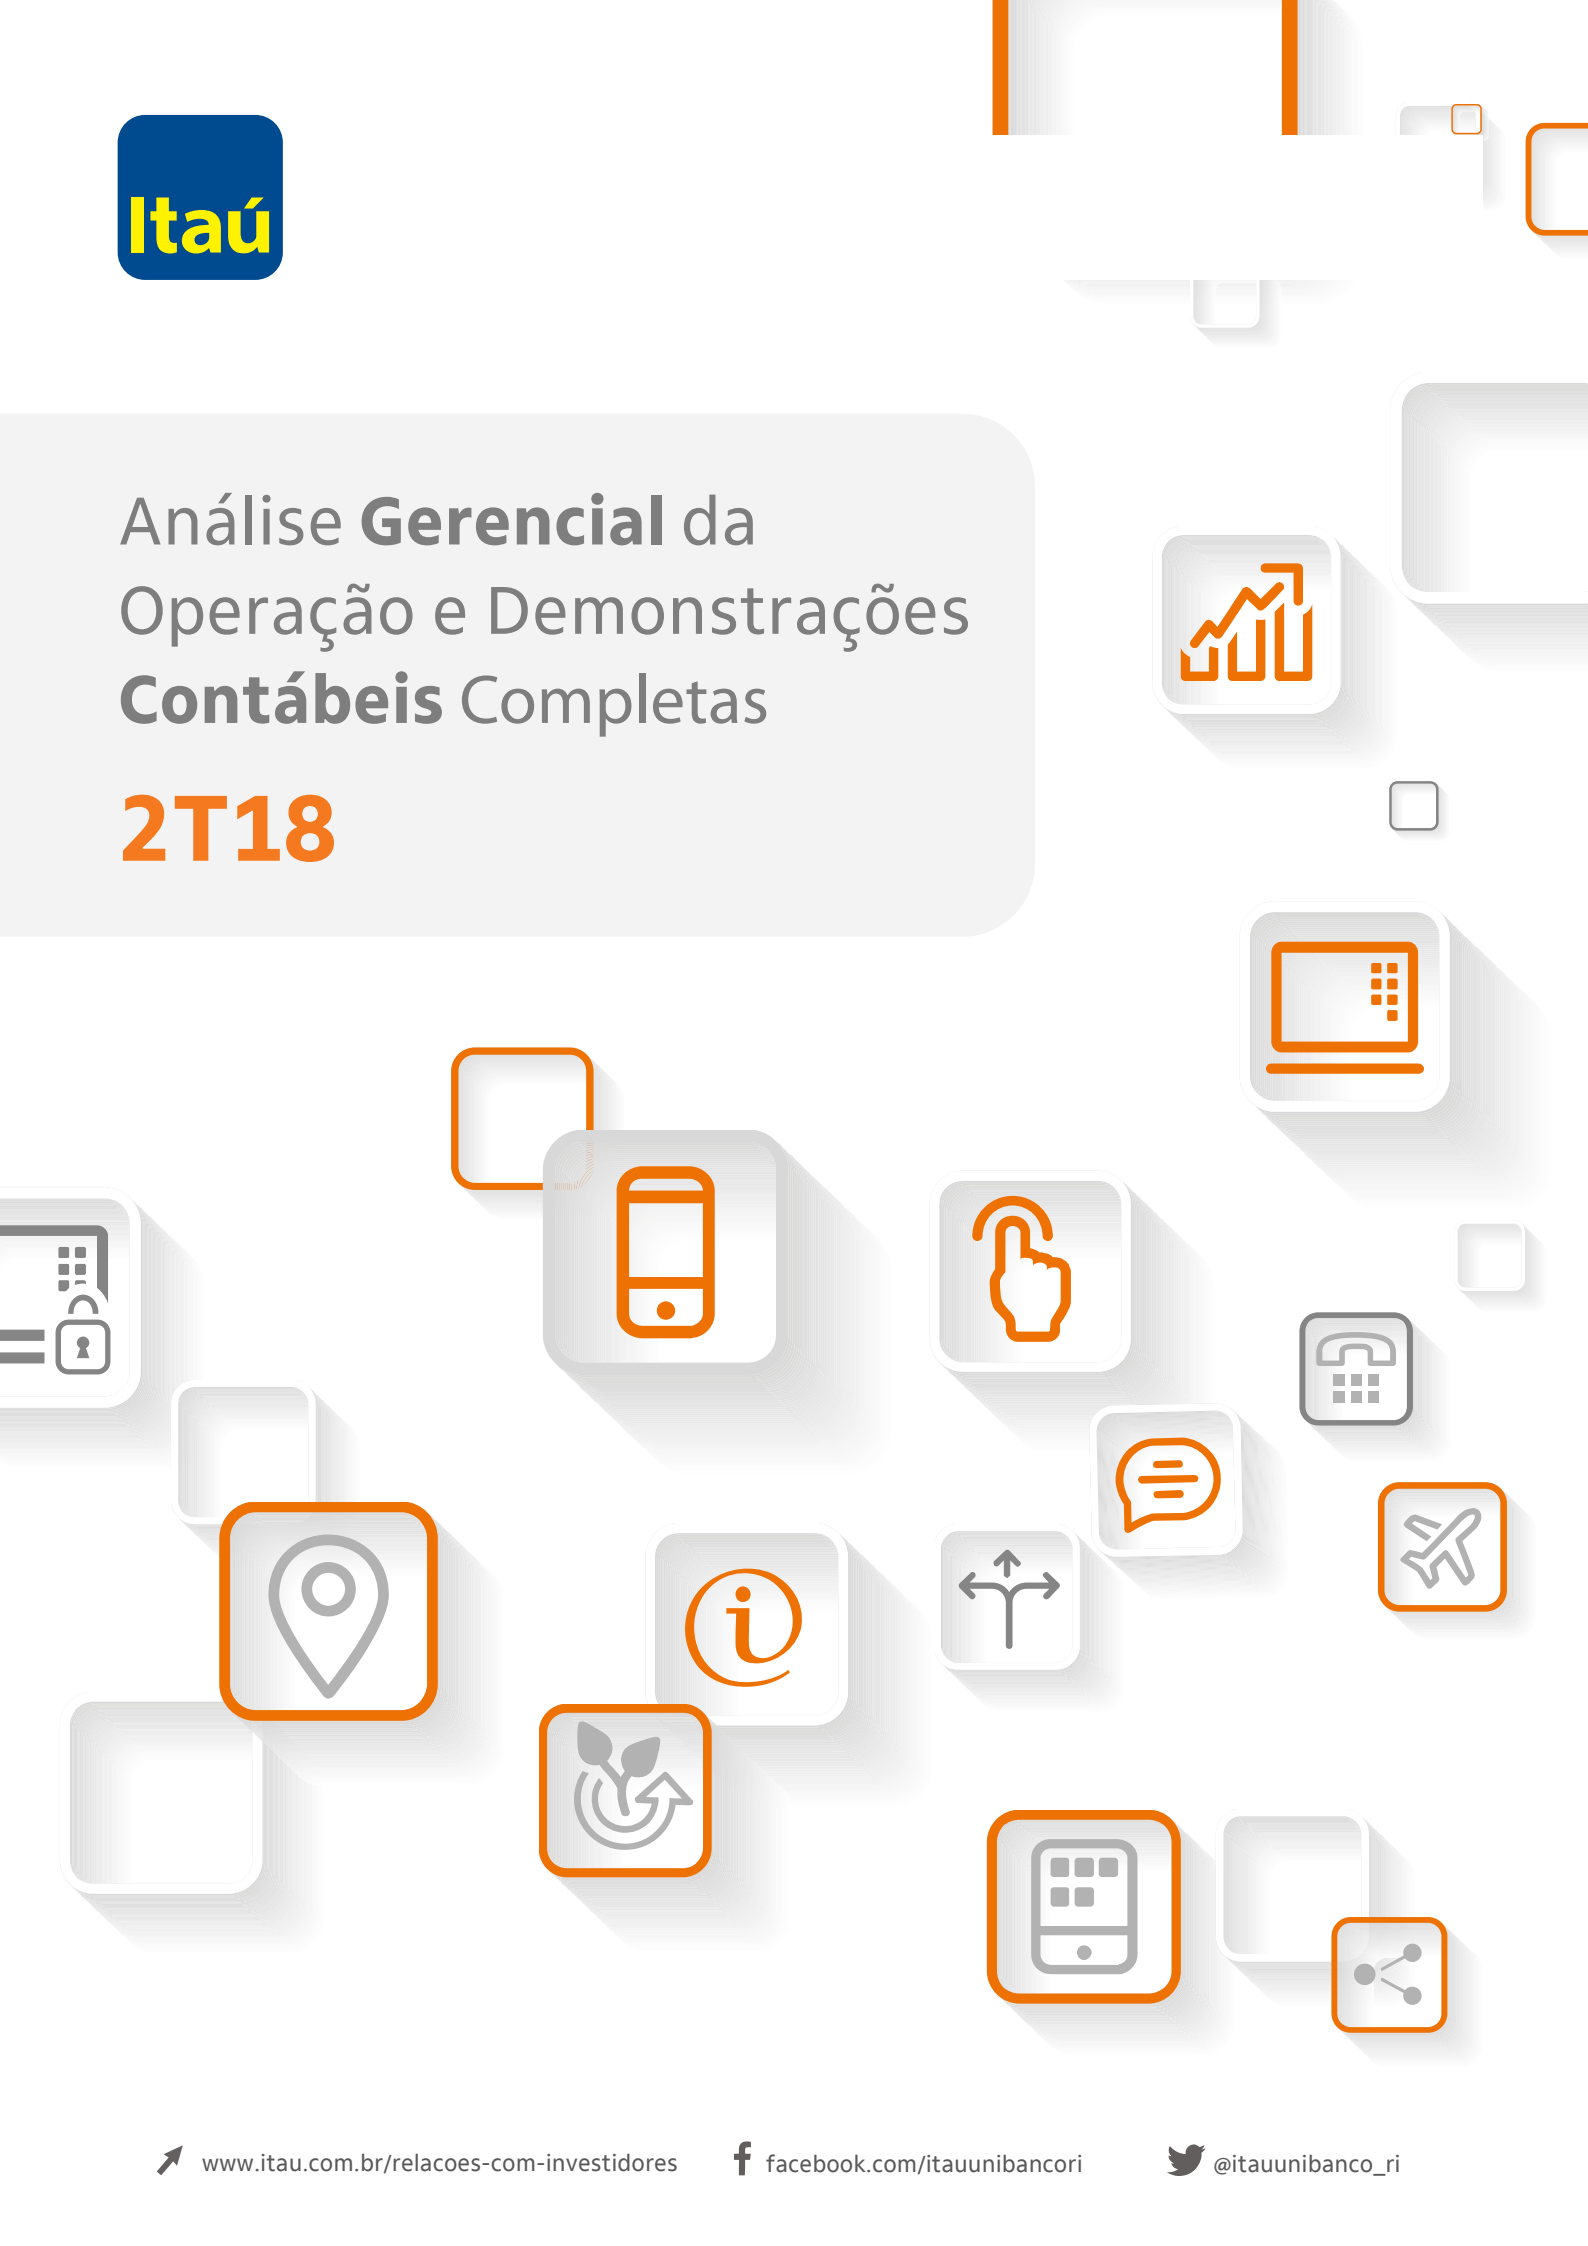 Itaú
Análise Gerencial da
Operação e Demonstrações
Contábeis Completas
2T18
www.itau.com.br/relacoes-com-investidores
facebook.com/itauunibancori
@itauunibanco_ri